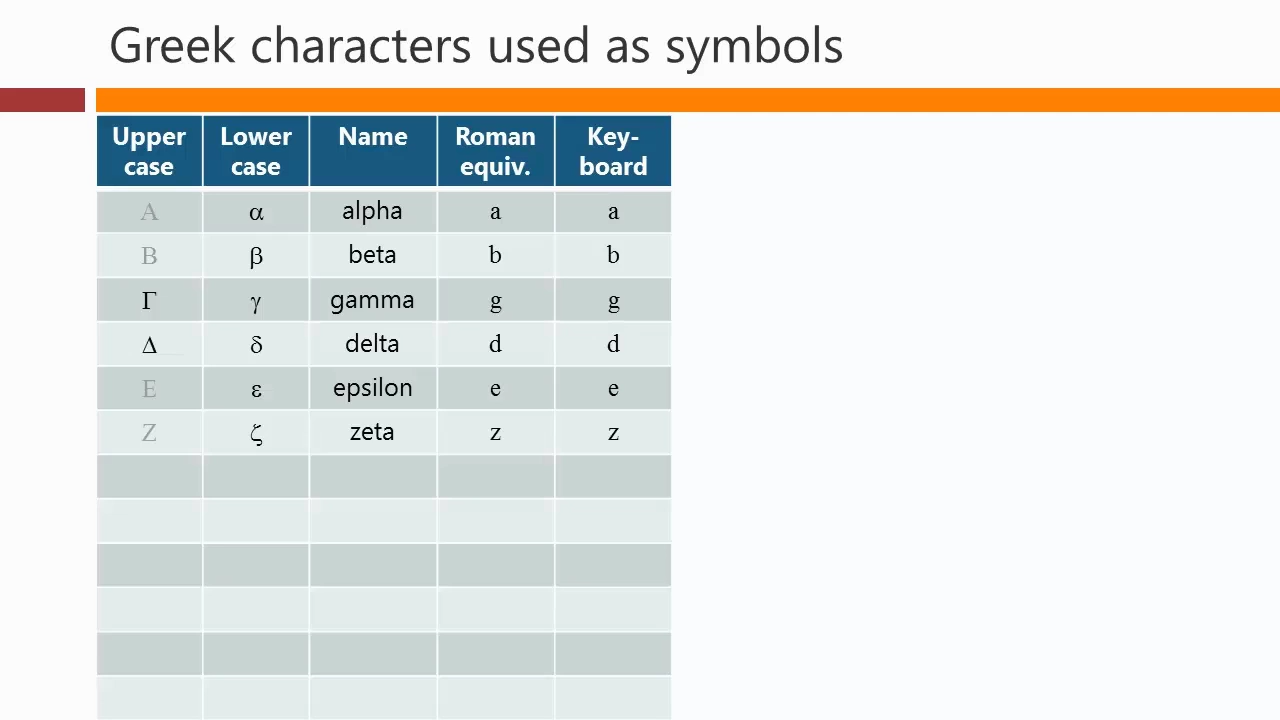 Greek characters used as symbols
Upper case Lower case Name Roman equiv. Key-board
Α α alpha a a
Β β beta b b
Γ γ gamma g g
Δ δ delta d d
Ε ε epsilon e e
Ζ ζ zeta z z